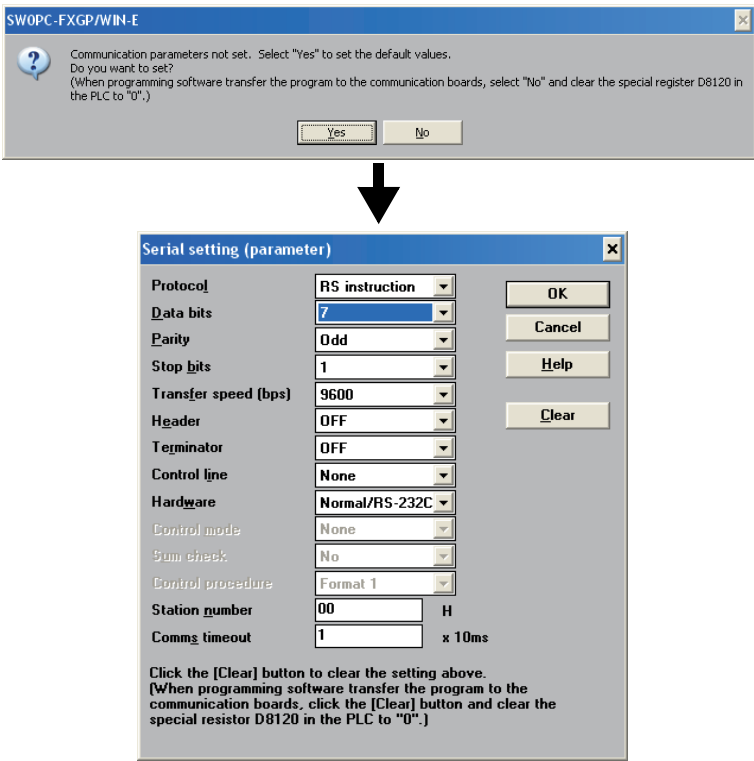 SW0PC-FXGP/WIN-E
Communication parameters not set. Select "Yes" to set the default values.
Do you want to set?
(When programming software transfer the program to the communication boards, select "No" and clear the special register D8120 in
the PLC to "0".)
Yes No
Serial setting (parameter)
Protocol RS instruction OK
Data bits 7
Parity Odd Cancel
Stop bits 1 Help
Transfer speed (bps) 9600
Header OFF Clear
Terminator OFF
Control line None
Hardware Normal/RS-232C
Control mode None
Sum check No
Control procedure Format 1
Station number 00 H
Comms timeout 1 x 10ms
Click the [Clear] button to clear the setting above.
(When programming software transfer the program to the
communication boards, click the [Clear] button and clear the
special resistor D8120 in the PLC to "0".)